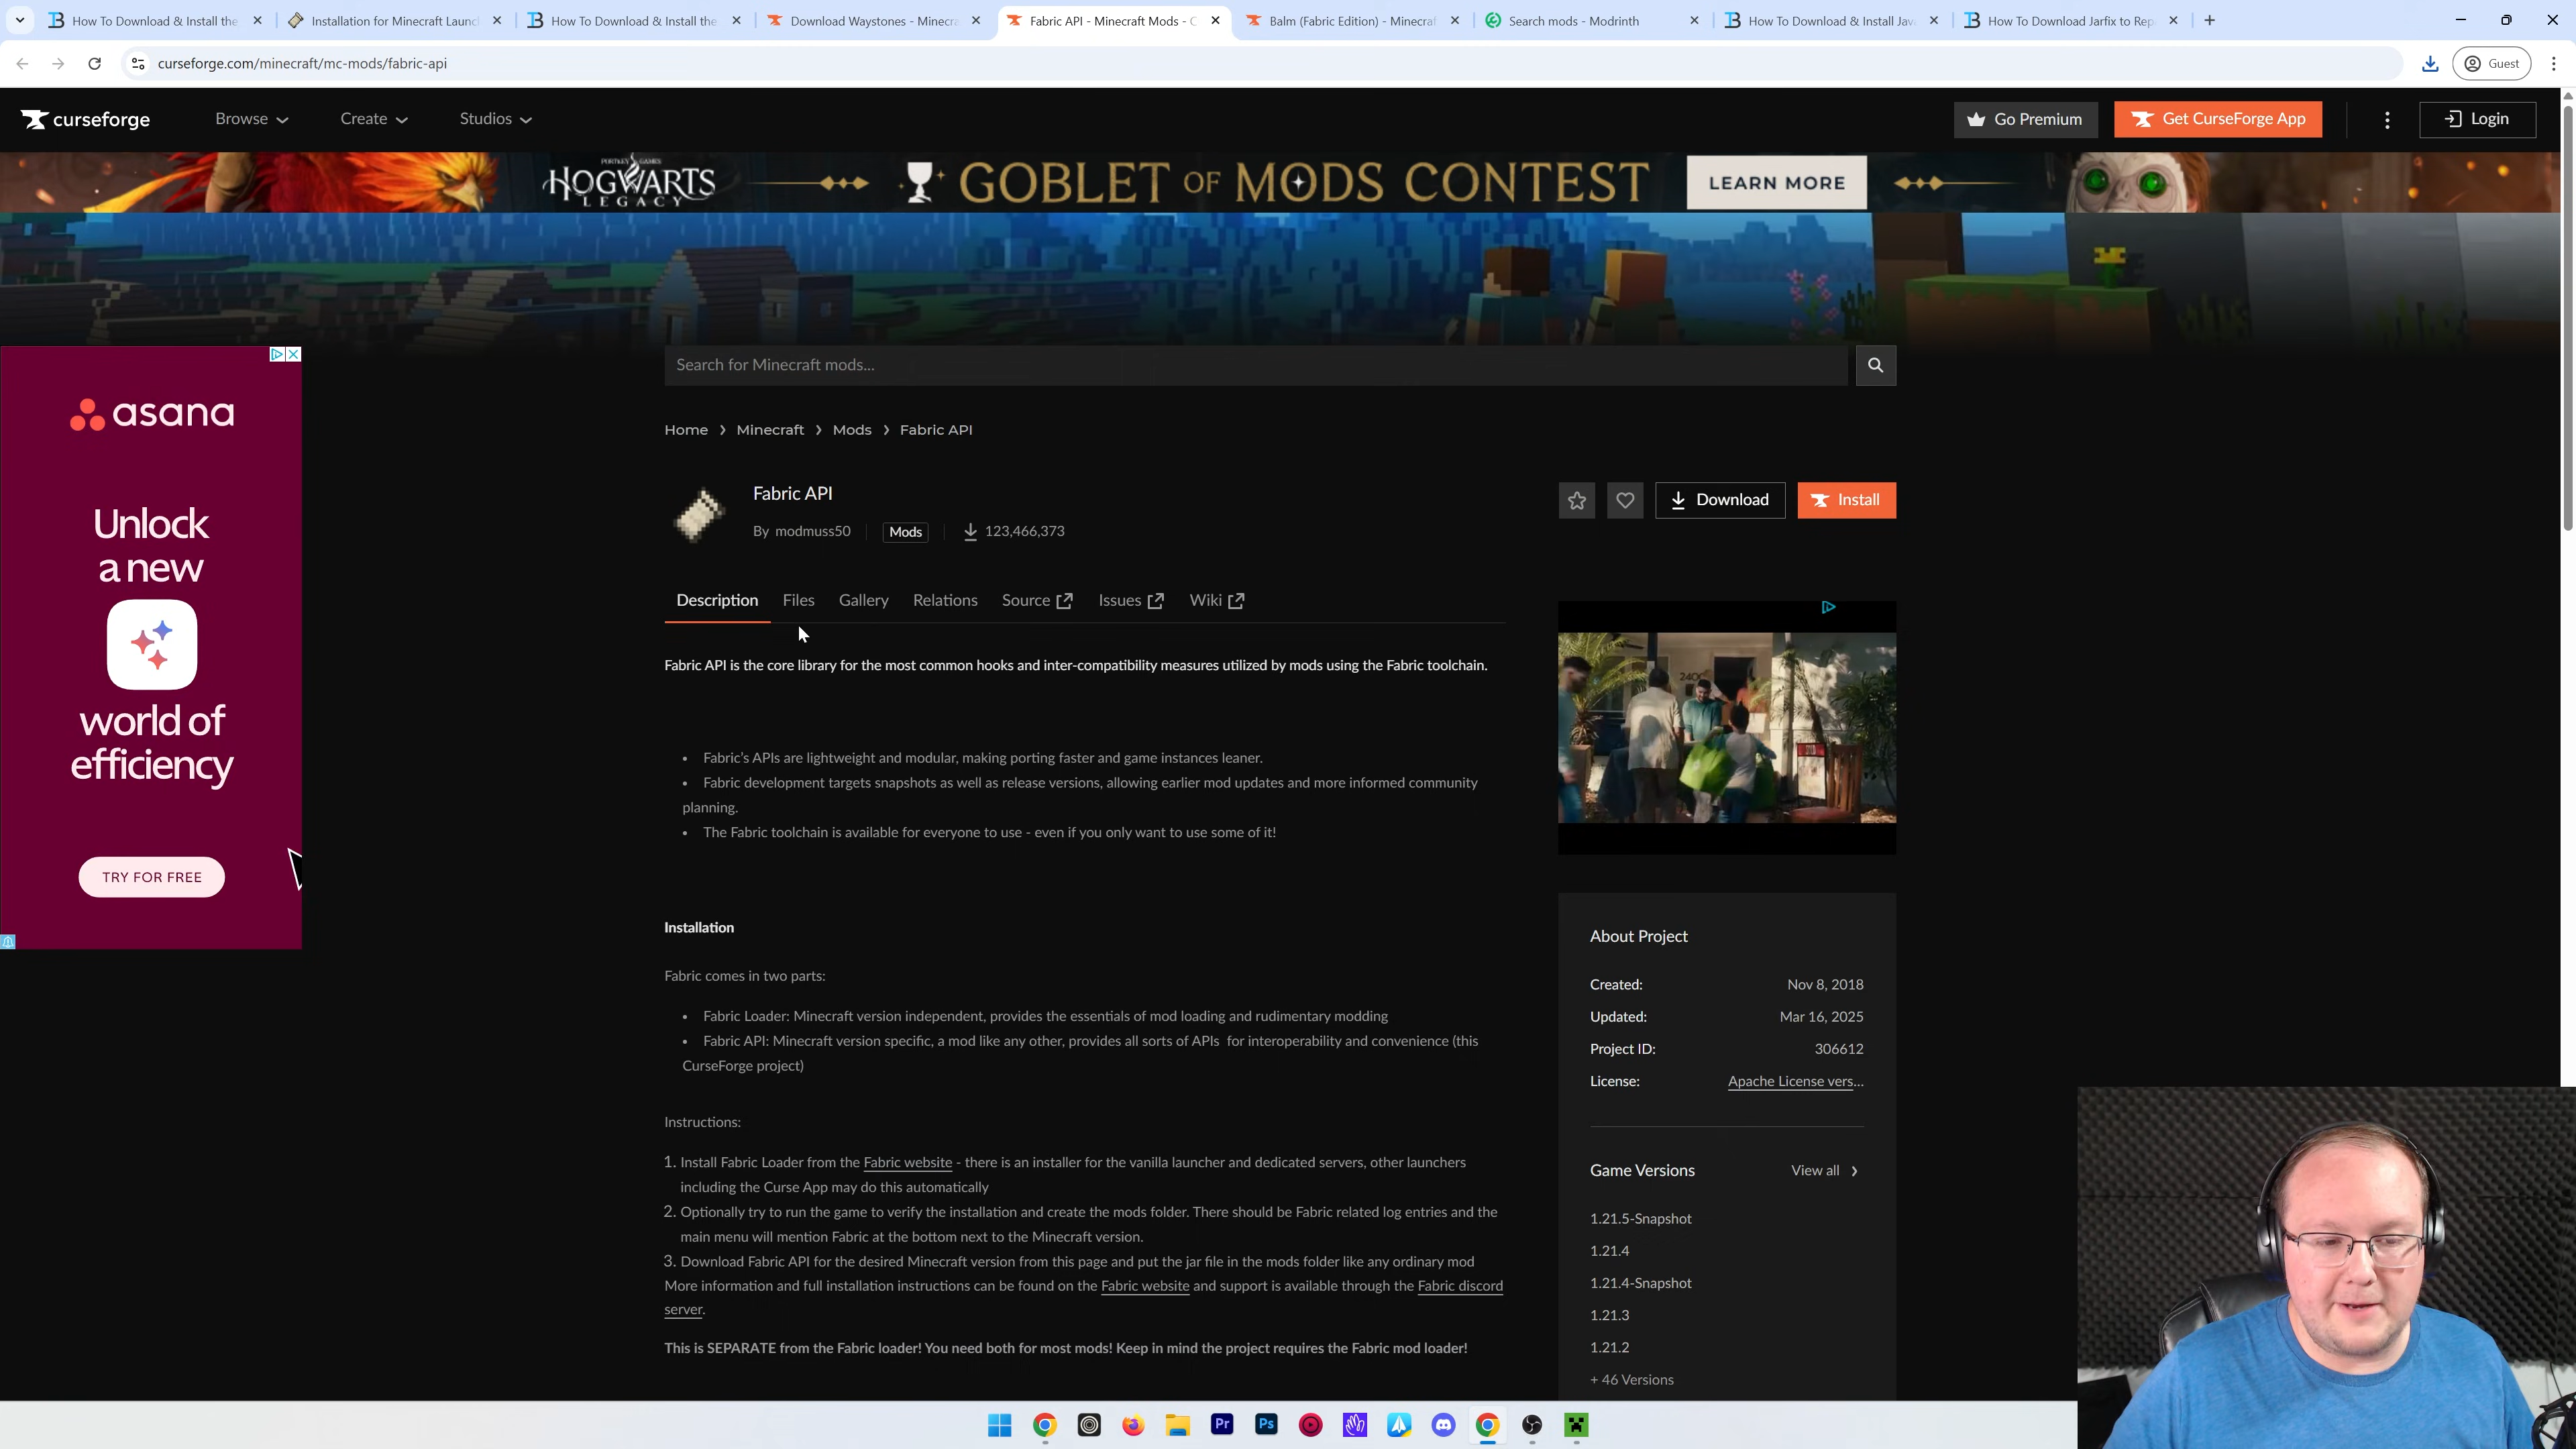 How To Download & Install the
Installation for Minecraft Launc
How To Download & Install the
Download Waystones - Minecra
Fabric API - Minecraft Mods - C
Balm (Fabric Edition) - Minecraf
Search mods - Modrinth
How To Download & Install Jav
How To Download Jarfix to Rep
curseforge.com/minecraft/mc-mods/fabric-api
Guest
curseforge
Browse
Create
Studios
Go Premium
Get CurseForge App
Login
PORTKEY GAMES
HOGWARTS
LEGACY
GOBLET OF MODS CONTEST
LEARN MORE
Search for Minecraft mods...
asana
Unlock
a new
world of
efficiency
TRY FOR FREE
Home > Minecraft > Mods > Fabric API
Fabric API
By modmuss50
Mods
123,466,373
Download
Install
Description
Files
Gallery
Relations
Source
Issues
Wiki
Fabric API is the core library for the most common hooks and inter-compatibility measures utilized by mods using the Fabric toolchain.
• Fabric's APIs are lightweight and modular, making porting faster and game instances leaner.
• Fabric development targets snapshots as well as release versions, allowing earlier mod updates and more informed community
planning.
• The Fabric toolchain is available for everyone to use - even if you only want to use some of it!
Installation
Fabric comes in two parts:
• Fabric Loader: Minecraft version independent, provides the essentials of mod loading and rudimentary modding
• Fabric API: Minecraft version specific, a mod like any other, provides all sorts of APIs for interoperability and convenience (this
CurseForge project)
Instructions:
1. Install Fabric Loader from the Fabric website - there is an installer for the vanilla launcher and dedicated servers, other launchers
including the Curse App may do this automatically
2. Optionally try to run the game to verify the installation and create the mods folder. There should be Fabric related log entries and the
main menu will mention Fabric at the bottom next to the Minecraft version.
3. Download Fabric API for the desired Minecraft version from this page and put the jar file in the mods folder like any ordinary mod
More information and full installation instructions can be found on the Fabric website and support is available through the Fabric discord
server.
This is SEPARATE from the Fabric loader! You need both for most mods! Keep in mind the project requires the Fabric mod loader!
2400
About Project
Created: Nov 8, 2018
Updated: Mar 16, 2025
Project ID: 306612
License: Apache License vers...
Game Versions
View all >
1.21.5-Snapshot
1.21.4
1.21.4-Snapshot
1.21.3
1.21.2
+ 46 Versions
Pr
Ps